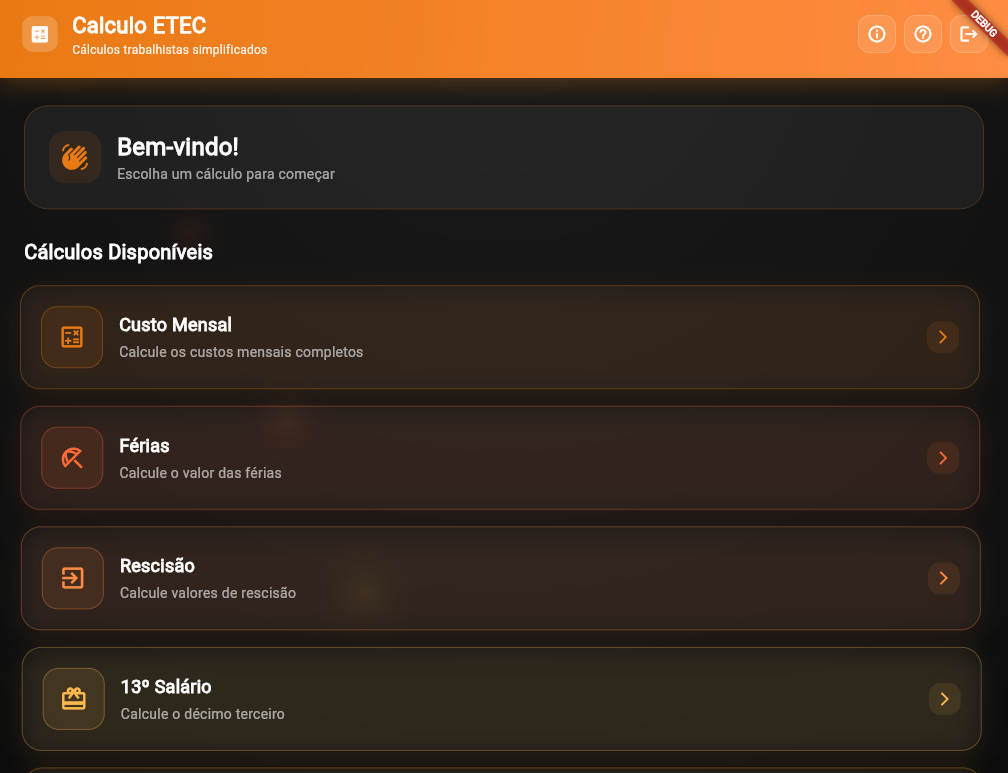 Calculo ETEC
Cálculos trabalhistas simplificados
DEBUG
Bem-vindo!
Escolha um cálculo para começar
Cálculos Disponíveis
Custo Mensal
Calcule os custos mensais completos
Férias
Calcule o valor das férias
Rescisão
Calcule valores de rescisão
13º Salário
Calcule o décimo terceiro